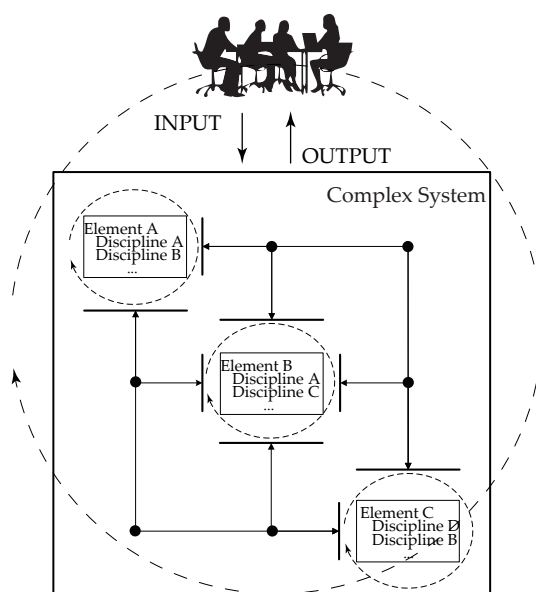 INPUT
OUTPUT
Complex System
Element A
Discipline A
Discipline B
...
Element B
Discipline A
Discipline C
...
Element C
Discipline D
Discipline B
...